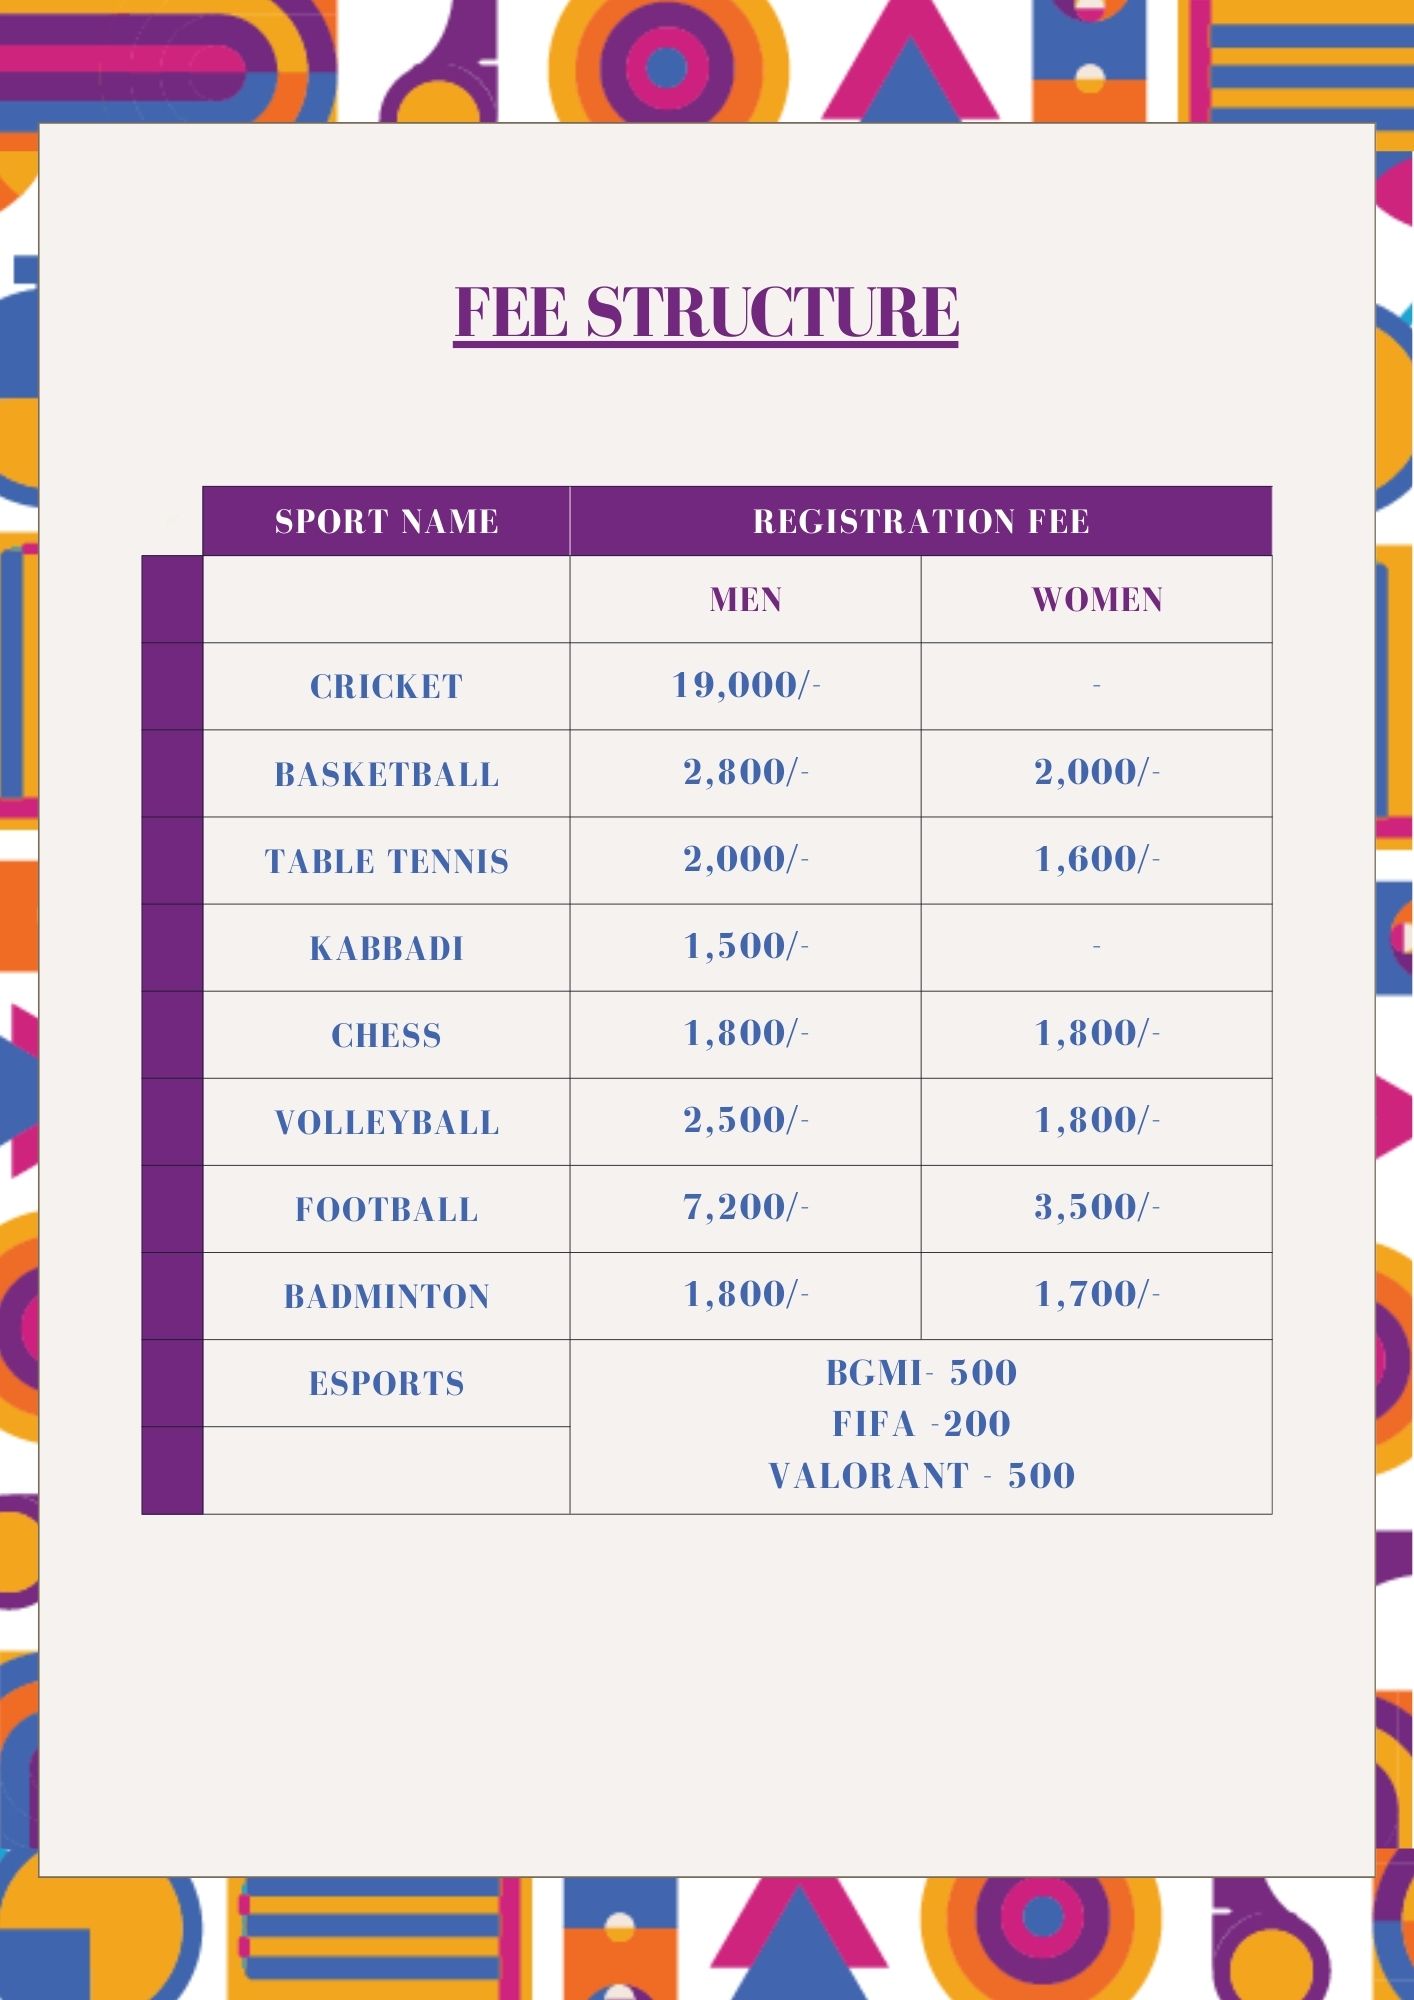 FEE STRUCTURE
SPORT NAME REGISTRATION FEE
MEN WOMEN
CRICKET 19,000/- -
BASKETBALL 2,800/- 2,000/-
TABLE TENNIS 2,000/- 1,600/-
KABBADI 1,500/- -
CHESS 1,800/- 1,800/-
VOLLEYBALL 2,500/- 1,800/-
FOOTBALL 7,200/- 3,500/-
BADMINTON 1,800/- 1,700/-
ESPORTS BGMI- 500
FIFA -200
VALORANT - 500